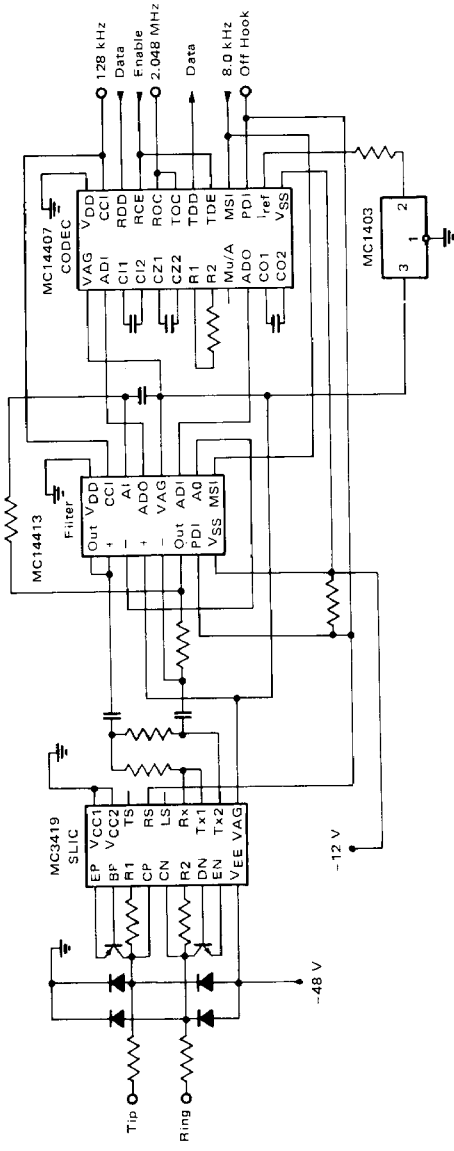 Tip
Ring
-48 V
MC3419
SLIC
EP
BP
R1
CP
CN
R2
DN
EN
VEE
VCC1
VCC2
TS
RS
LS
Rx
Tx1
Tx2
VAG
-12 V
MC14413
Filter
Out
+
-
+
-
Out
PDI
VSS
VDD
CCI
AI
ADO
VAG
ADI
AO
MSI
MC14407
CODEC
VAG
ADI
CI1
CI2
CZ1
CZ2
R1
R2
Mu/A
ADO
CO1
CO2
VDD
CCI
RDD
RCE
ROC
TOC
TDD
TDE
MSI
PDI
Iref
VSS
128 kHz
Data
Enable
2.048 MHz
Data
8.0 kHz
Off Hook
MC1403
3
1
2